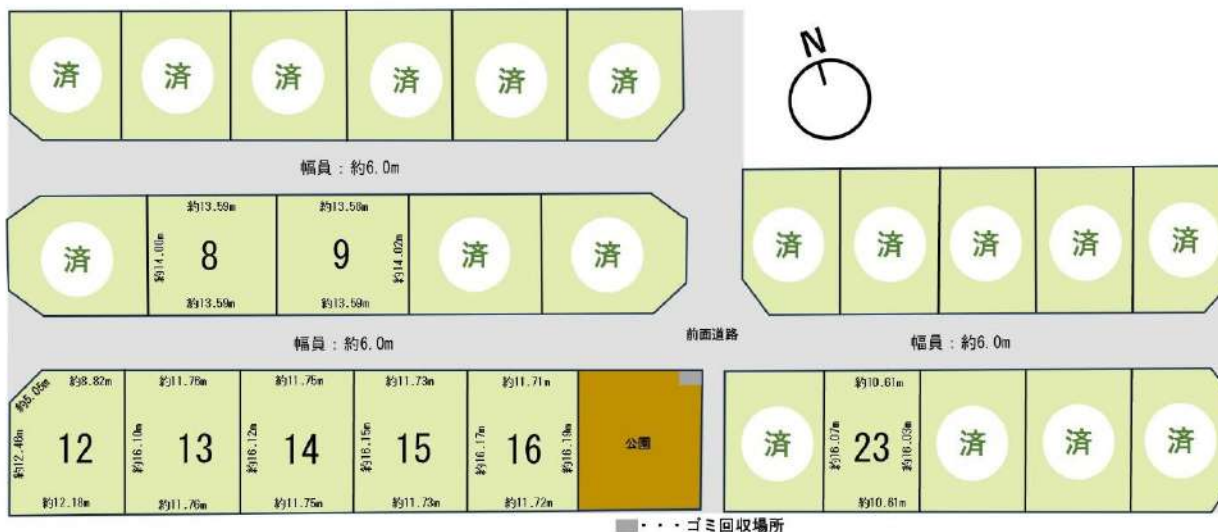 済 済 済 済 済 済
N
幅員：約6.0m
済 済 済 済 済
約13.59m 約13.58m
済 約14.00m 8 9 約14.02m 済 済
約13.59m 約13.59m
幅員：約6.0m 前面道路 幅員：約6.0m
約5.05m 約8.82m 約11.76m 約11.75m 約11.73m 約11.71m 約10.61m
約12.46m 12 約16.10m 13 約16.12m 14 約16.15m 15 約16.17m 16 約16.19m 公園 済 約16.07m 23 約16.03m 済 済 済
約12.18m 約11.76m 約11.75m 約11.73m 約11.72m 約10.61m
・・・ゴミ回収場所